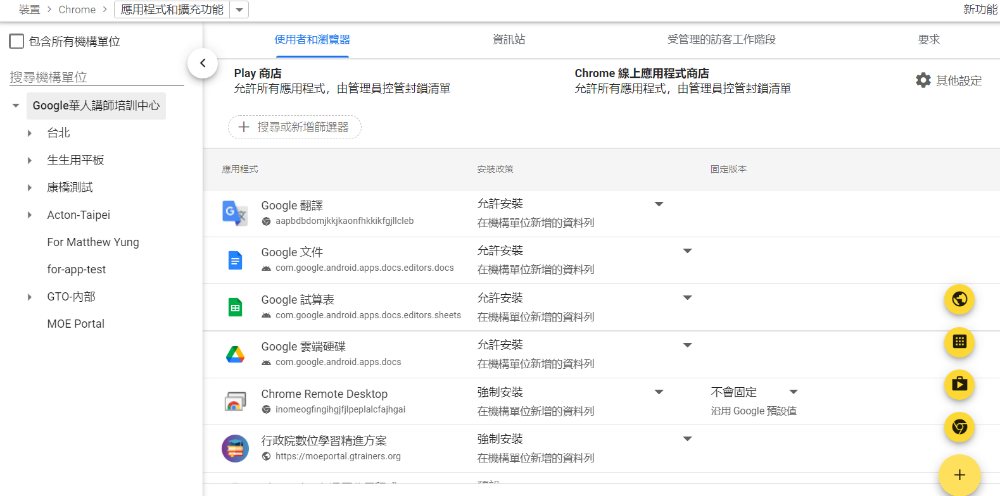 裝置 > Chrome > 應用程式和擴充功能
新功能
包含所有機構單位
搜尋機構單位
Google華人講師培訓中心
台北
生生用平板
康橋測試
Acton-Taipei
For Matthew Yung
for-app-test
GTO-內部
MOE Portal
使用者和瀏覽器
資訊站
受管理的訪客工作階段
要求
Play 商店
允許所有應用程式，由管理員控管封鎖清單
Chrome 線上應用程式商店
允許所有應用程式，由管理員控管封鎖清單
其他設定
搜尋或新增篩選器
應用程式
安裝政策
固定版本
Google 翻譯
aapbdbdomjkkjkaonfhkkikfgjllcleb
允許安裝
在機構單位新增的資料列
Google 文件
com.google.android.apps.docs.editors.docs
允許安裝
在機構單位新增的資料列
Google 試算表
com.google.android.apps.docs.editors.sheets
允許安裝
在機構單位新增的資料列
Google 雲端硬碟
com.google.android.apps.docs
允許安裝
在機構單位新增的資料列
Chrome Remote Desktop
inomeogfingihgjfjlpeplalcfajhgai
強制安裝
在機構單位新增的資料列
不會固定
沿用 Google 預設值
行政院數位學習精進方案
https://moeportal.gtrainers.org
強制安裝
在機構單位新增的資料列